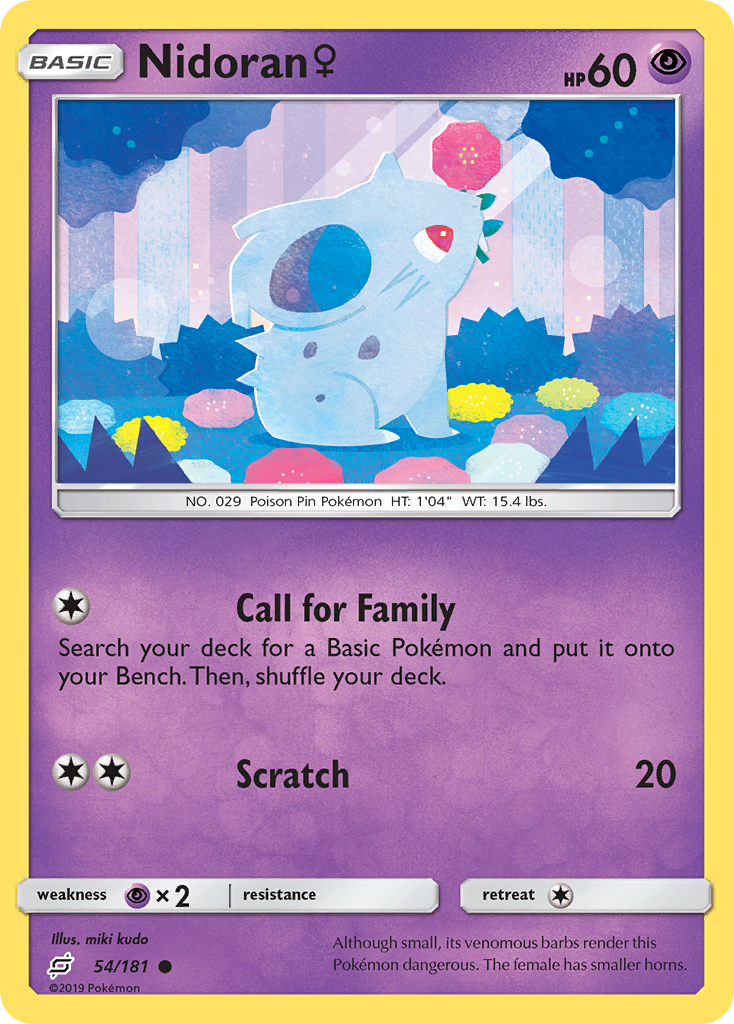 BASIC Nidoran♀ HP60
NO. 029 Poison Pin Pokémon HT: 1'04" WT: 15.4 lbs.
Call for Family
Search your deck for a Basic Pokémon and put it onto
your Bench. Then, shuffle your deck.
Scratch 20
weakness ×2 resistance retreat
Illus. miki kudo
54/181
©2019 Pokémon
Although small, its venomous barbs render this
Pokémon dangerous. The female has smaller horns.